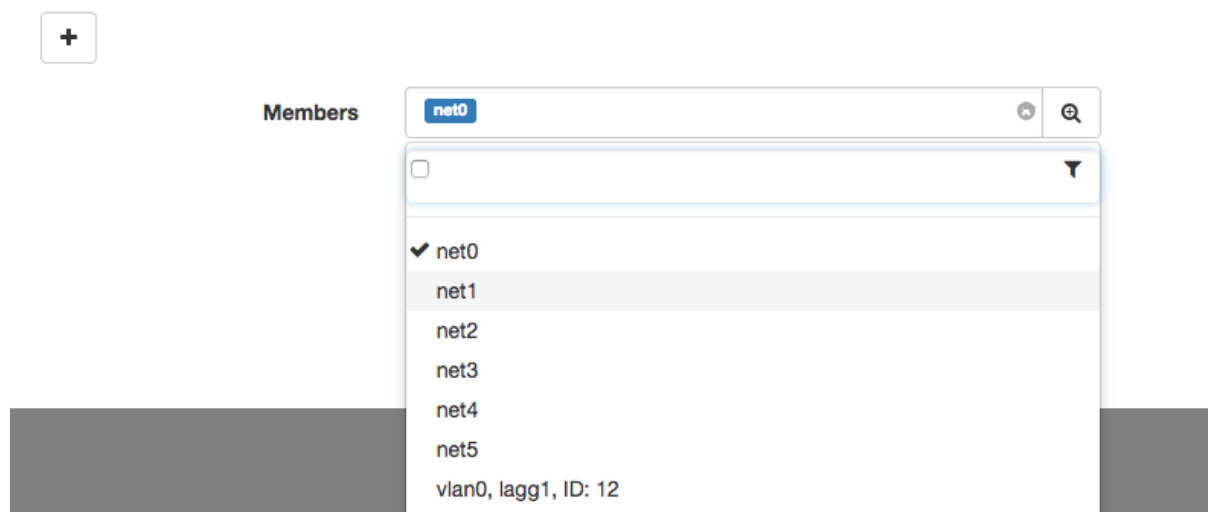 Members net0
net0
net1
net2
net3
net4
net5
vlan0, lagg1, ID: 12